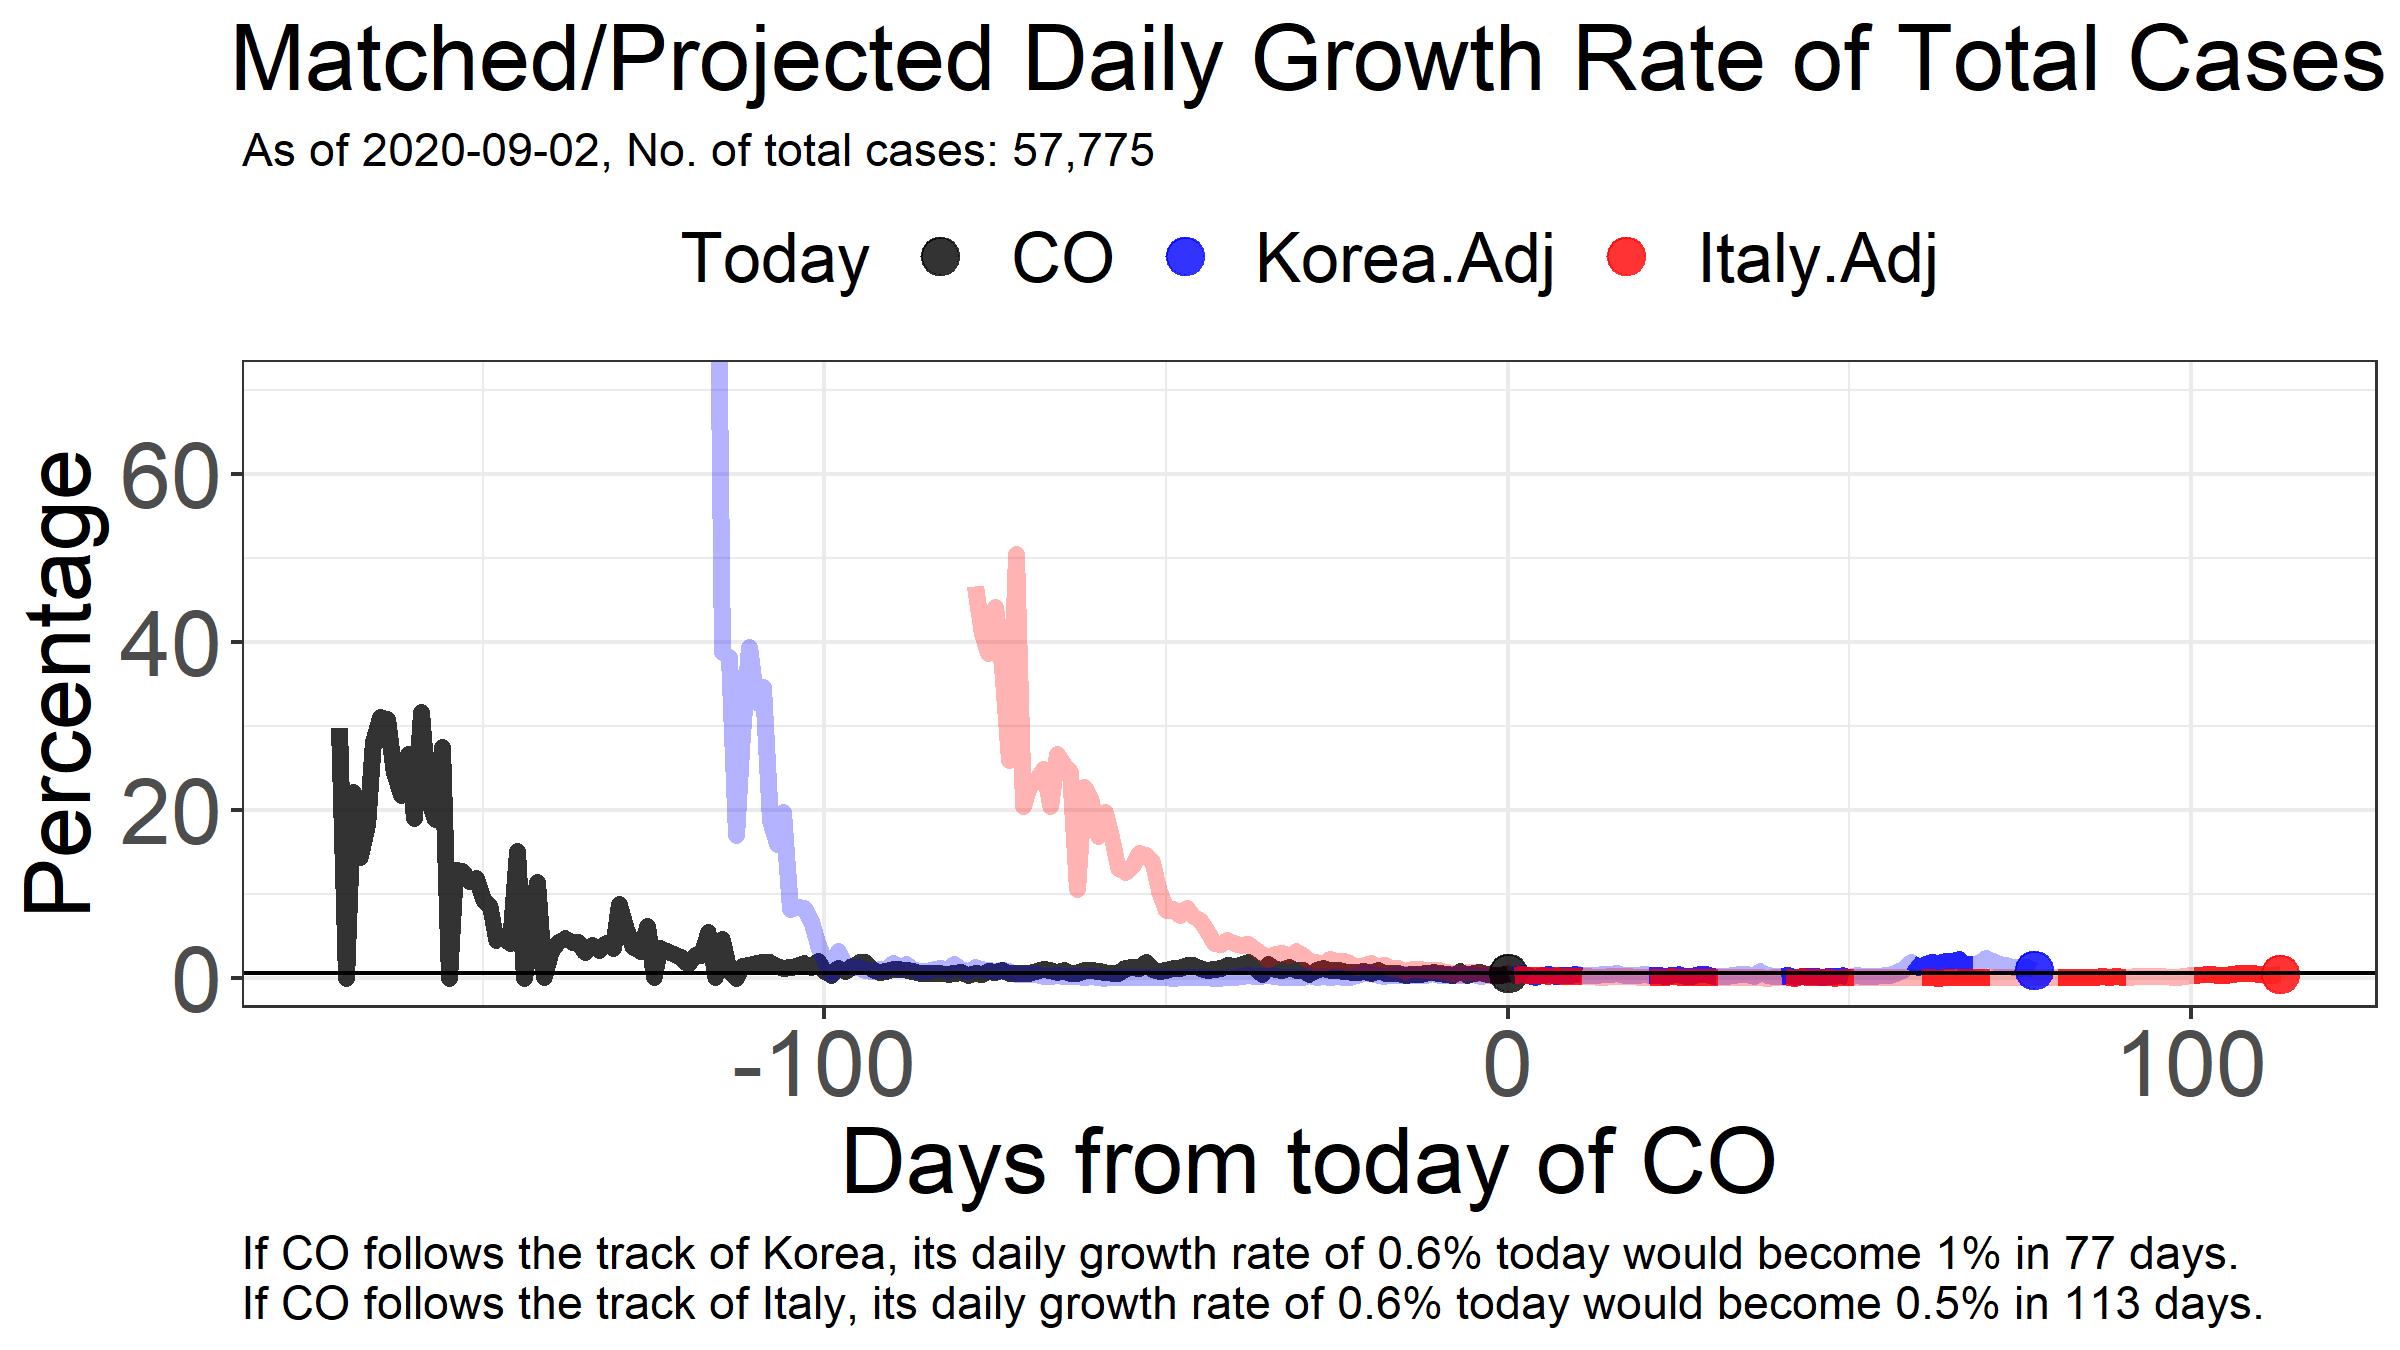 Matched/Projected Daily Growth Rate of Total Cases
As of 2020-09-02, No. of total cases: 57,775
Today CO Korea.Adj Italy.Adj
Percentage
60
40
20
0
-100 0 100
Days from today of CO
If CO follows the track of Korea, its daily growth rate of 0.6% today would become 1% in 77 days.
If CO follows the track of Italy, its daily growth rate of 0.6% today would become 0.5% in 113 days.